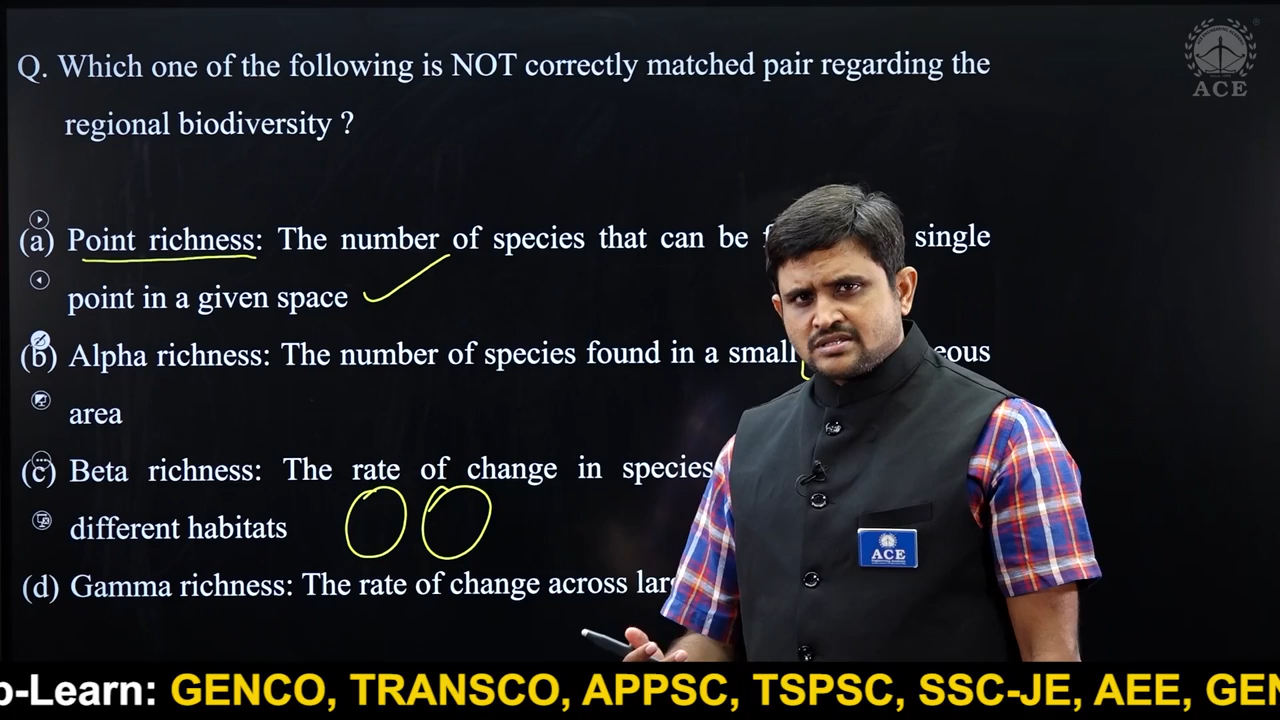 Q. Which one of the following is NOT correctly matched pair regarding the
regional biodiversity ?
ACE
(a) Point richness: The number of species that can be single
point in a given space
(b) Alpha richness: The number of species found in a small
area
(c) Beta richness: The rate of change in species
different habitats
(d) Gamma richness: The rate of change across
ACE
-Learn: GENCO, TRANSCO, APPSC, TSPSC, SSC-JE, AEE,